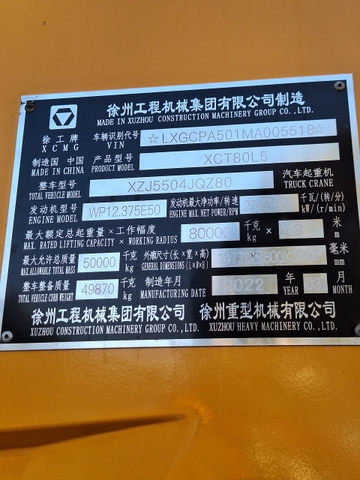 徐州工程机械集团有限公司制造
MADE IN XUZHOU CONSTRUCTION MACHINERY GROUP CO.,LTD.
徐工牌
XCMG
车辆识别代号
VIN
☆LXGCPA501MA005518☆
制造国 中国
MADE IN CHINA
产品型号
PRODUCT MODEL
XCT80L5
整车型号
TOTAL VEHICLE MODEL
XZJ5504JQZ80
汽车起重机
TRUCK CRANE
发动机型号
ENGINE MODEL
WP12.375E50
发动机最大净功率/转速
ENGINE MAX NET POWER/RPM
千瓦(转/分)
kW/(r/min)
最大额定总起重量×工作幅度
MAX. RATED LIFTING CAPACITY × WORKING RADIUS
80000
千克
kg
×
毫米
mm
最大允许总质量
MAX ALLOWABLE TOTAL MASS
50000
千克
kg
外廓尺寸(长×宽×高)
GENERAL DIMENSIONS
毫米
mm
整车整备质量
TOTAL VEHICLE CURB WEIGHT
49870
千克
kg
制造年月
MANUFACTURING DATE
2022
年
YEAR
月
徐州工程机械集团有限公司
XUZHOU CONSTRUCTION MACHINERY GROUP CO.,LTD.
徐州重型机械有限公司
XUZHOU HEAVY MACHINERY CO.,LTD.